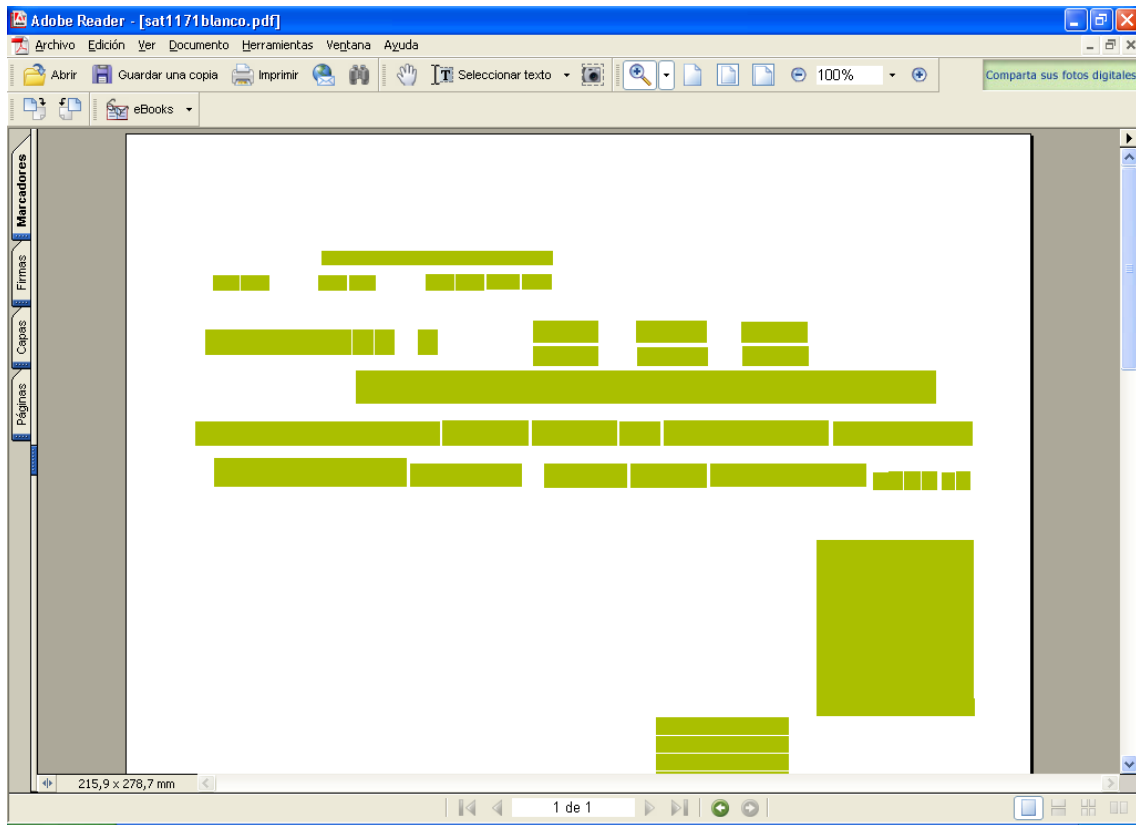 Adobe Reader - [sat1171blanco.pdf]
Archivo Edición Ver Documento Herramientas Ventana Ayuda
Abrir Guardar una copia Imprimir Seleccionar texto 100% Comparta sus fotos digitales
eBooks
Marcadores
Firmas
Capas
Páginas
215,9 x 278,7 mm
1 de 1